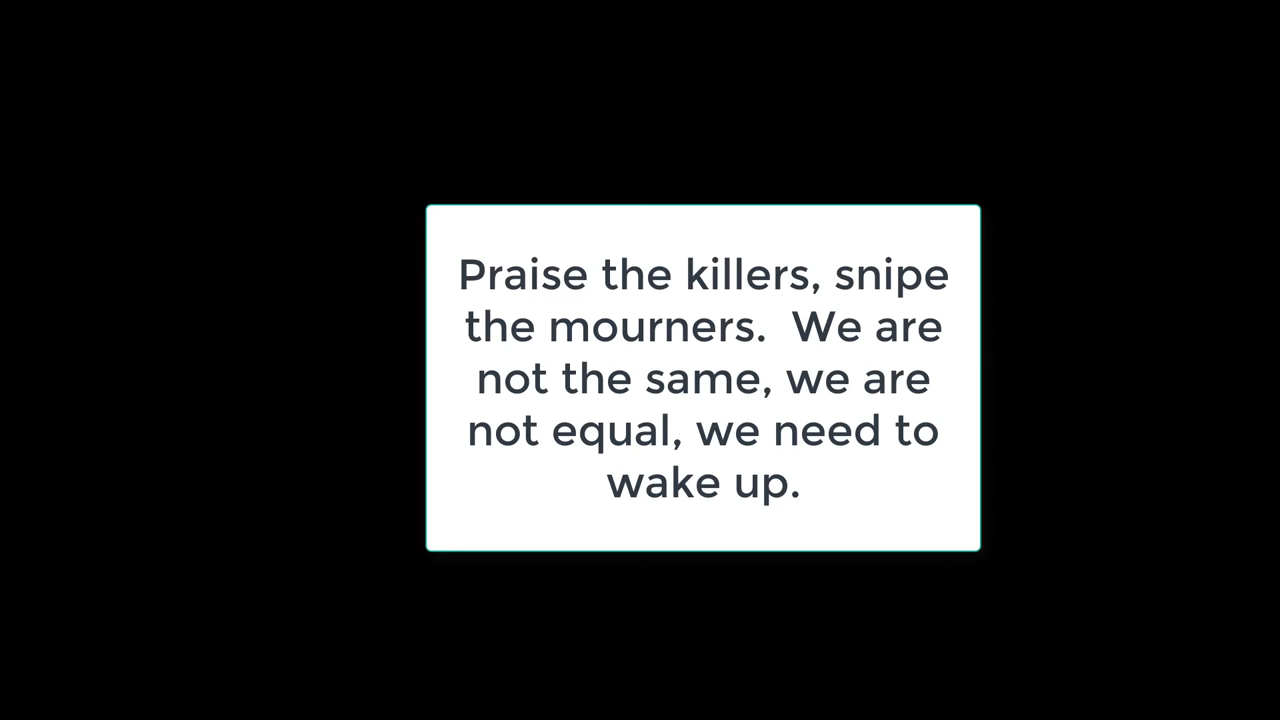 Praise the killers, snipe
the mourners.  We are
not the same, we are
not equal, we need to
wake up.